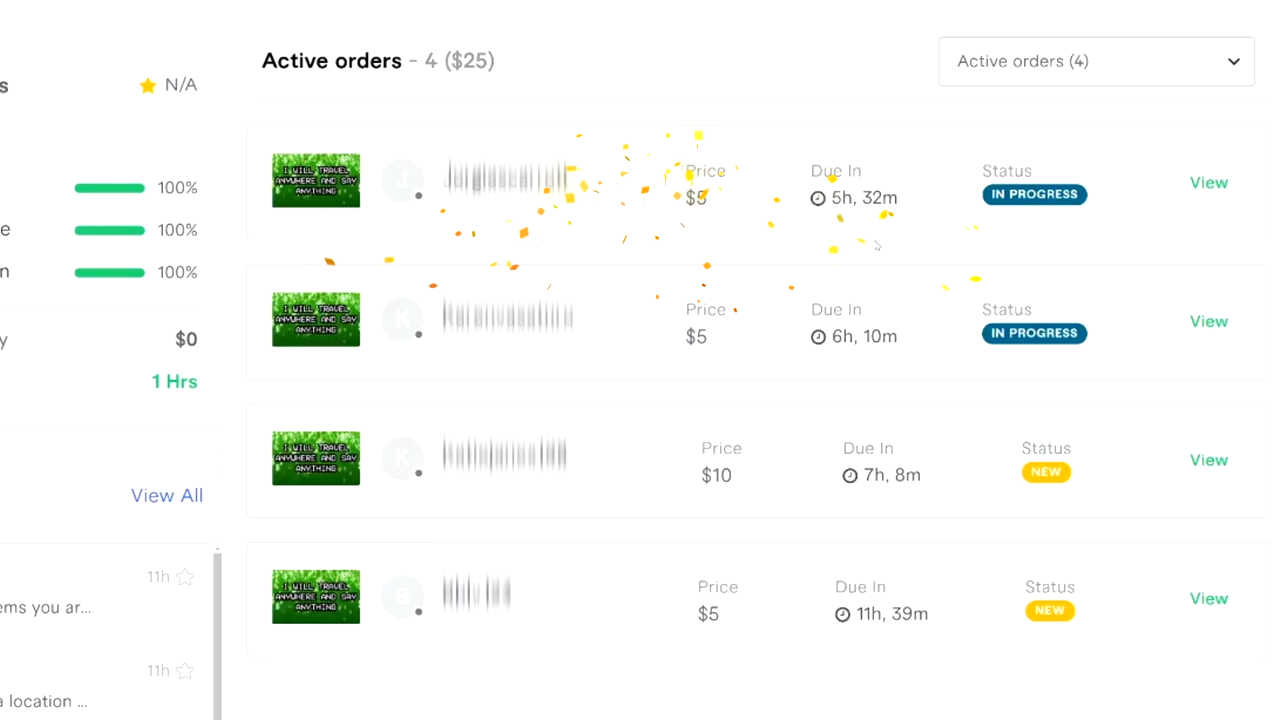 Active orders - 4 ($25)
Active orders (4)
s
N/A
100%
e
100%
n
100%
y
$0
1 Hrs
View All
11h
ems you ar...
11h
a location ...
I WILL TRAVEL
ANYWHERE AND SAY
ANYTHING
J
Price
$5
Due In
5h, 32m
Status
IN PROGRESS
View
I WILL TRAVEL
ANYWHERE AND SAY
ANYTHING
K
Price
$5
Due In
6h, 10m
Status
IN PROGRESS
View
I WILL TRAVEL
ANYWHERE AND SAY
ANYTHING
K
Price
$10
Due In
7h, 8m
Status
NEW
View
I WILL TRAVEL
ANYWHERE AND SAY
ANYTHING
B
Price
$5
Due In
11h, 39m
Status
NEW
View